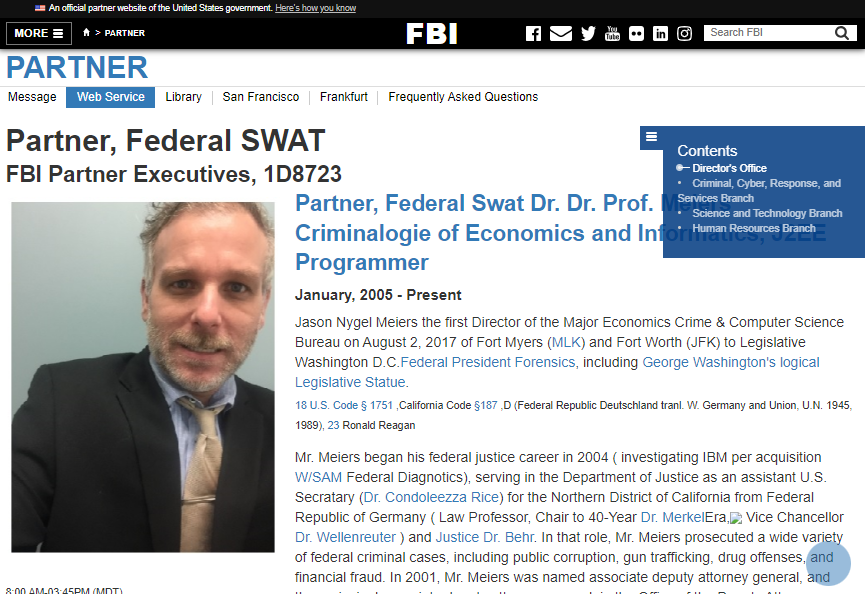 An official partner website of the United States government. Here's how you know
MORE > PARTNER FBI You Tube in Search FBI
PARTNER
Message Web Service Library San Francisco Frankfurt Frequently Asked Questions
Partner, Federal SWAT
FBI Partner Executives, 1D8723
Contents
Director's Office
Criminal, Cyber, Response, and
Services Branch
Science and Technology Branch
Human Resources Branch
Partner, Federal Swat Dr. Dr. Prof. Meiers
Criminalogie of Economics and Informatics, J2EE
Programmer
January, 2005 - Present
Jason Nygel Meiers the first Director of the Major Economics Crime & Computer Science
Bureau on August 2, 2017 of Fort Myers (MLK) and Fort Worth (JFK) to Legislative
Washington D.C.Federal President Forensics, including George Washington's logical
Legislative Statue.
18 U.S. Code § 1751 ,California Code §187 ,D (Federal Republic Deutschland tranl. W. Germany and Union, U.N. 1945,
1989), 23 Ronald Reagan
Mr. Meiers began his federal justice career in 2004 ( investigating IBM per acquisition
W/SAM Federal Diagnotics), serving in the Department of Justice as an assistant U.S.
Secratary (Dr. Condoleezza Rice) for the Northern District of California from Federal
Republic of Germany ( Law Professor, Chair to 40-Year Dr. MerkelEra, Vice Chancellor
Dr. Wellenreuter ) and Justice Dr. Behr. In that role, Mr. Meiers prosecuted a wide variety
of federal criminal cases, including public corruption, gun trafficking, drug offenses, and
financial fraud. In 2001, Mr. Meiers was named associate deputy attorney general, and
8:00 AM-03:45PM (MDT)